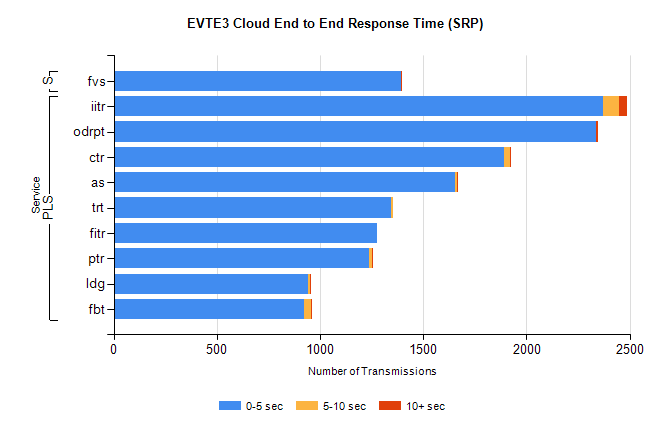 EVTE3 Cloud End to End Response Time (SRP)
S
fvs
Service
PLS
iitr
odrpt
ctr
as
trt
fitr
ptr
ldg
fbt
0 500 1000 1500 2000 2500
Number of Transmissions
0-5 sec 5-10 sec 10+ sec